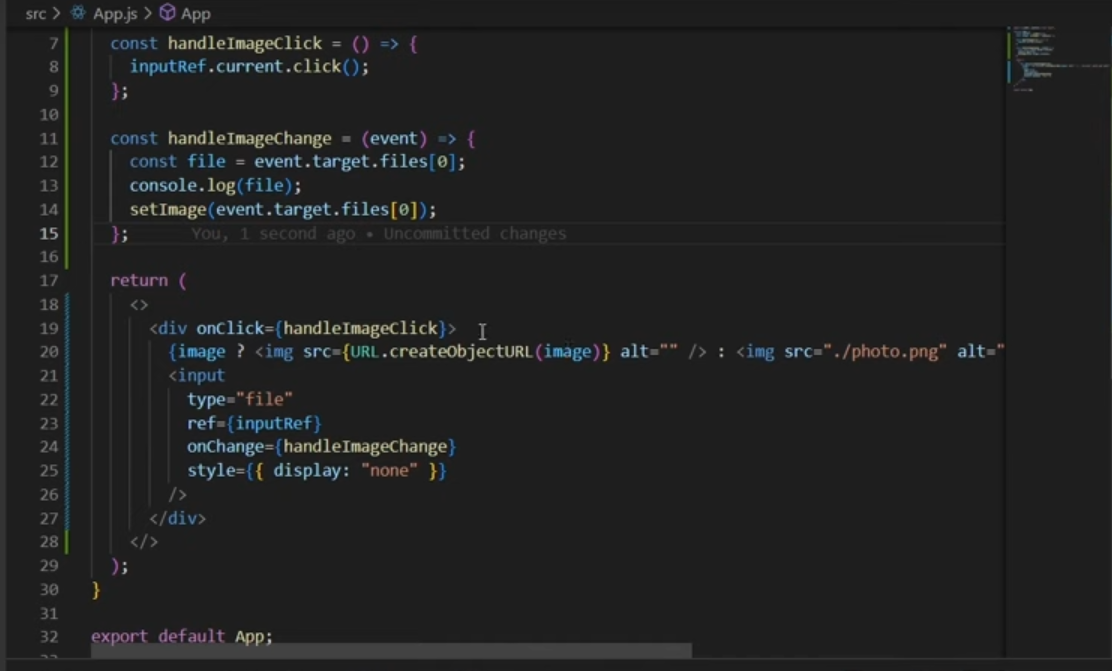 src > App.js > App
7 const handleImageClick = () => {
8 inputRef.current.click();
9 };
10
11 const handleImageChange = (event) => {
12 const file = event.target.files[0];
13 console.log(file);
14 setImage(event.target.files[0]);
15 }; You, 1 second ago • Uncommitted changes
16
17 return (
18 <>
19 <div onClick={handleImageClick}>
20 {image ? <img src={URL.createObjectURL(image)} alt="" /> : <img src="./photo.png" alt="
21 <input
22 type="file"
23 ref={inputRef}
24 onChange={handleImageChange}
25 style={{ display: "none" }}
26 />
27 </div>
28 </>
29 );
30 }
31
32 export default App;